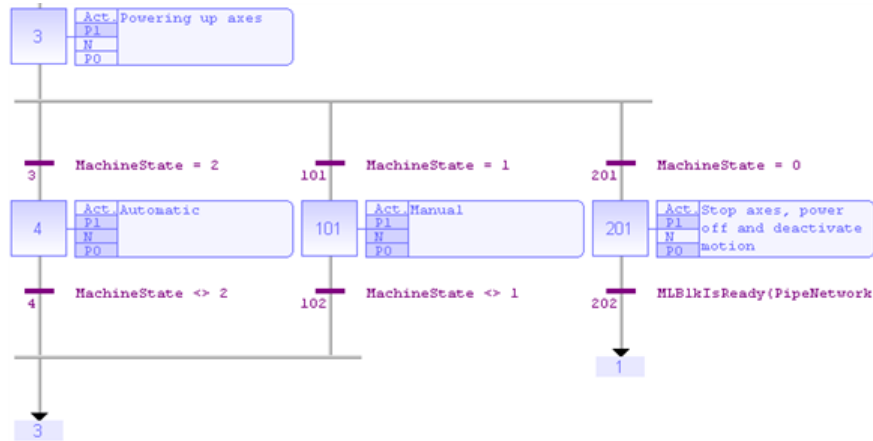 3 Act. Powering up axes
P1
N
P0
3 MachineState = 2
101 MachineState = 1
201 MachineState = 0
4 Act. Automatic
P1
N
P0
101 Act. Manual
P1
N
P0
201 Act. Stop axes, power
P1 off and deactivate
N
P0 motion
4 MachineState <> 2
102 MachineState <> 1
202 MLBlkIsReady(PipeNetwork
1
3